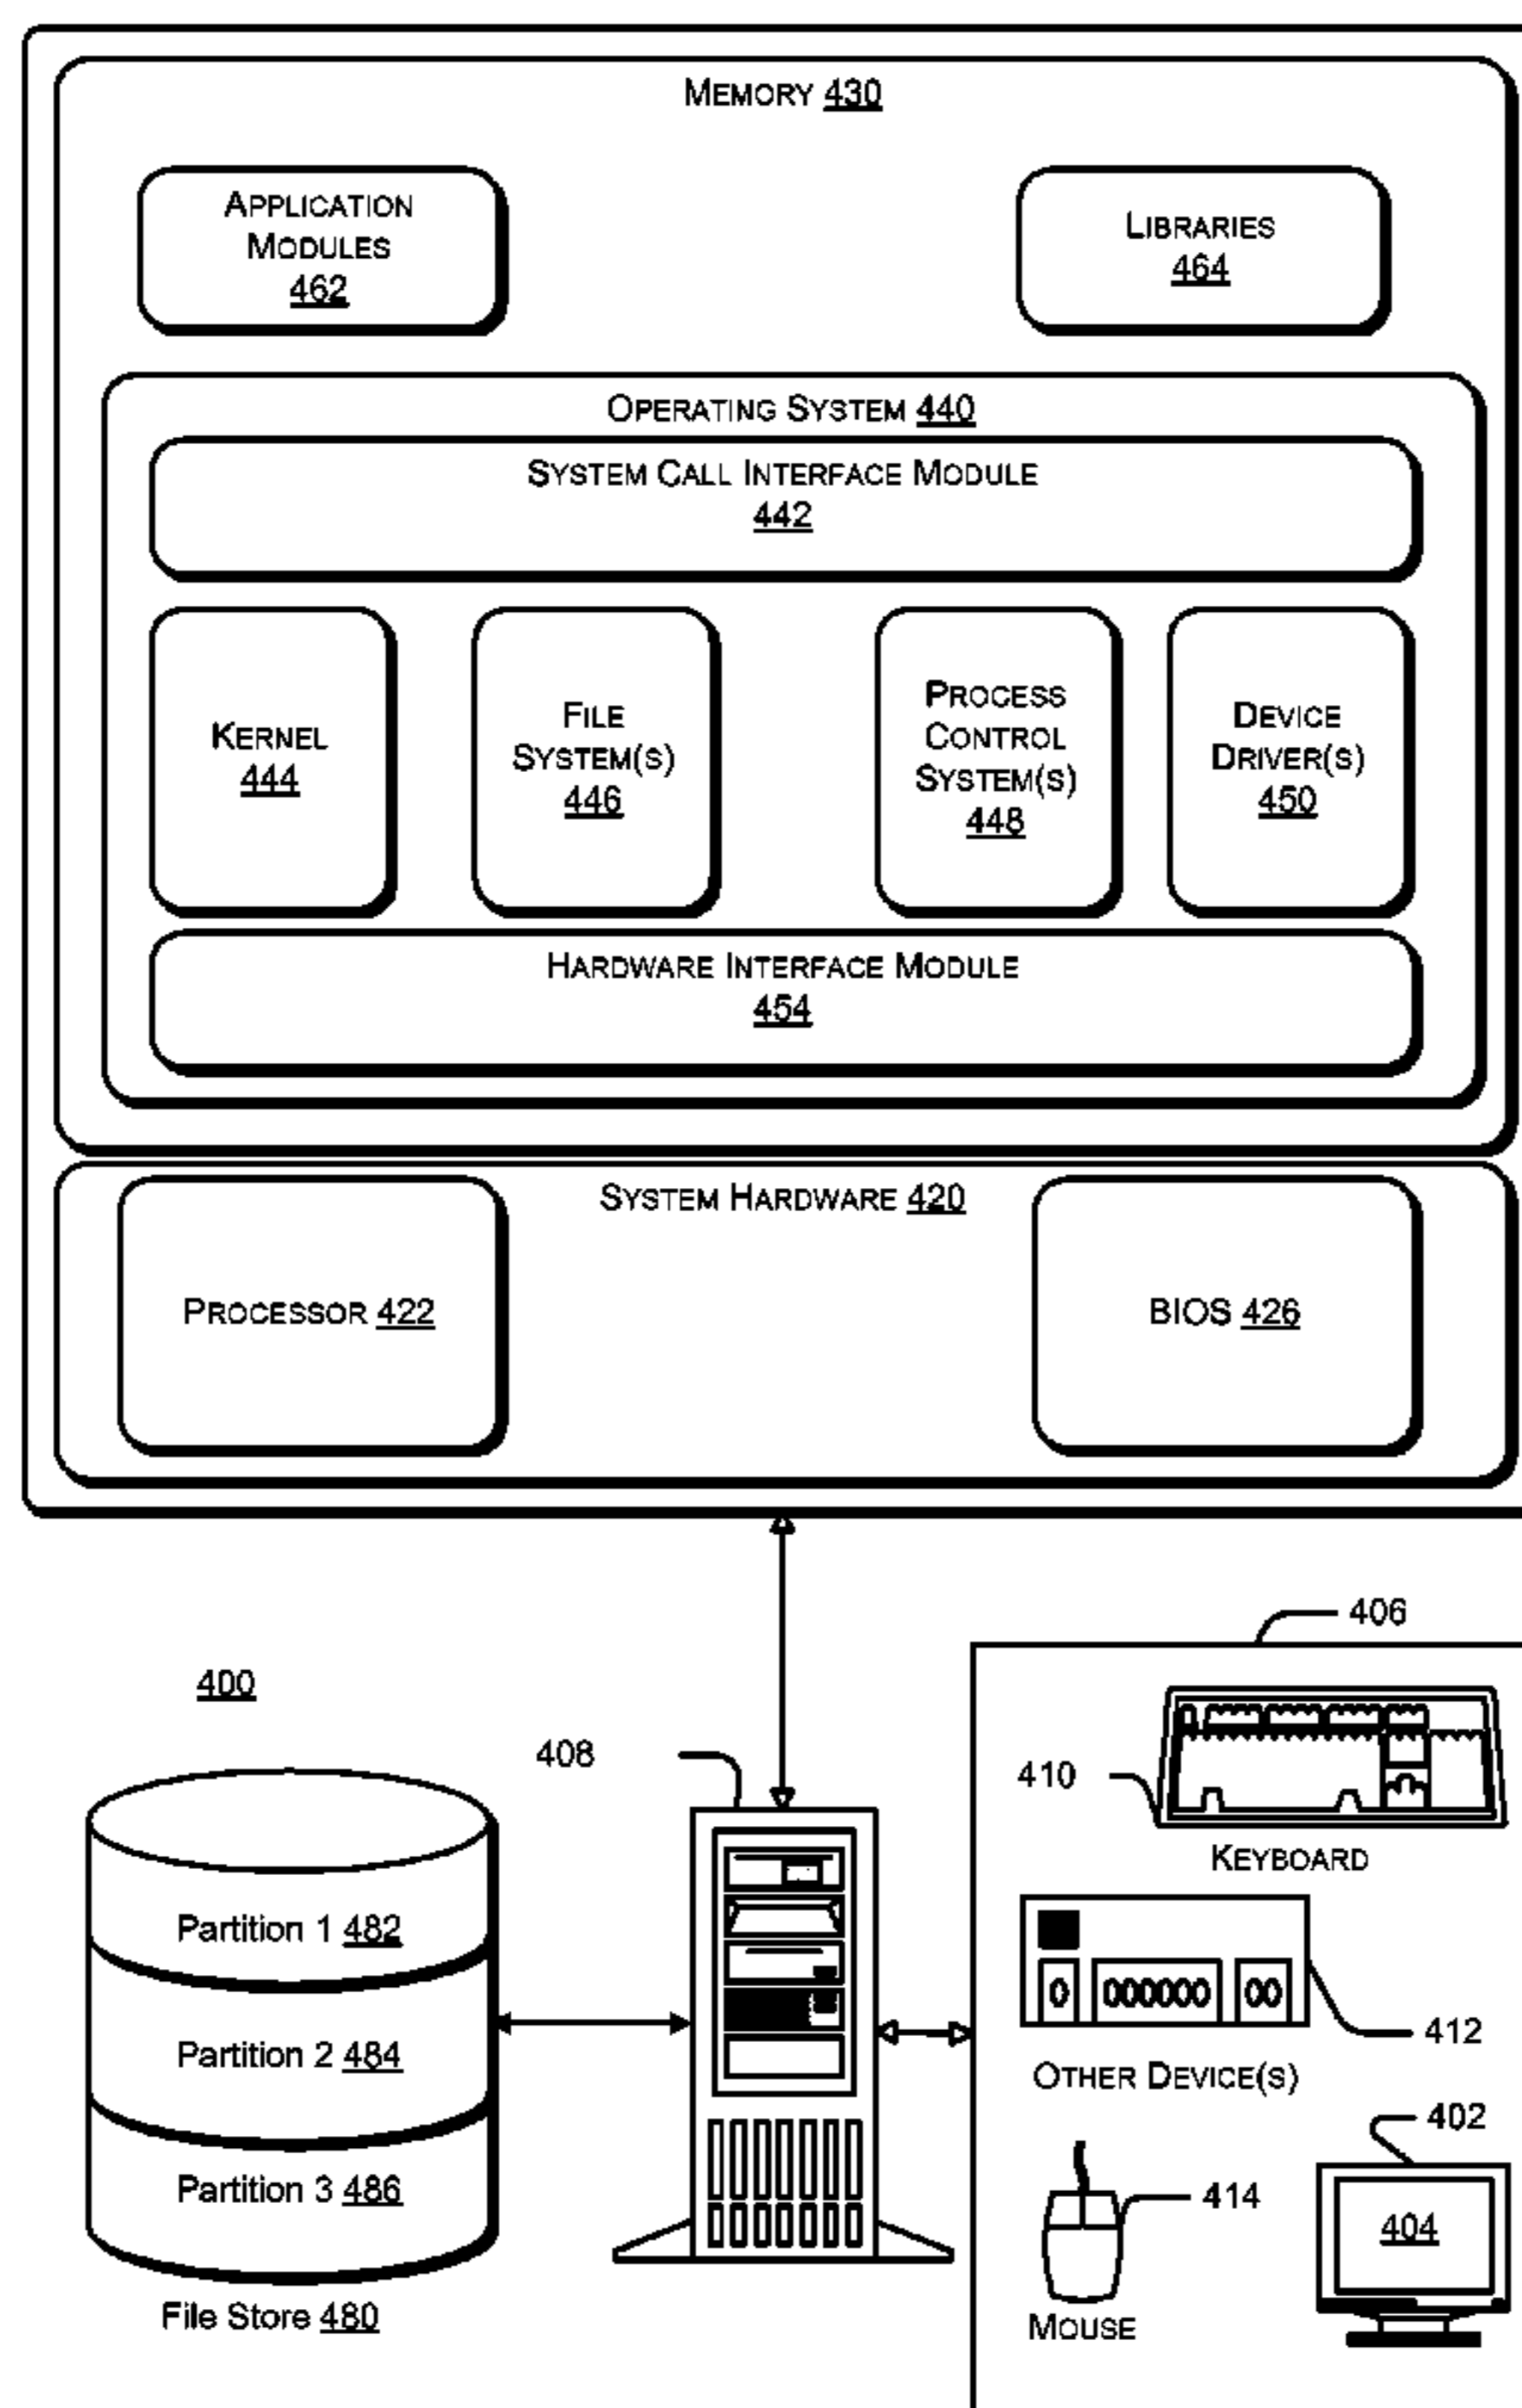 MEMORY 430
APPLICATION
MODULES
462
LIBRARIES
464
OPERATING SYSTEM 440
SYSTEM CALL INTERFACE MODULE
442
KERNEL
444
FILE
SYSTEM(S)
446
PROCESS
CONTROL
SYSTEM(S)
448
DEVICE
DRIVER(S)
450
HARDWARE INTERFACE MODULE
454
SYSTEM HARDWARE 420
PROCESSOR 422
BIOS 426
406
400
408
410
KEYBOARD
Partition 1 482
Partition 2 484
Partition 3 486
File Store 480
412
OTHER DEVICE(S)
402
414
404
MOUSE